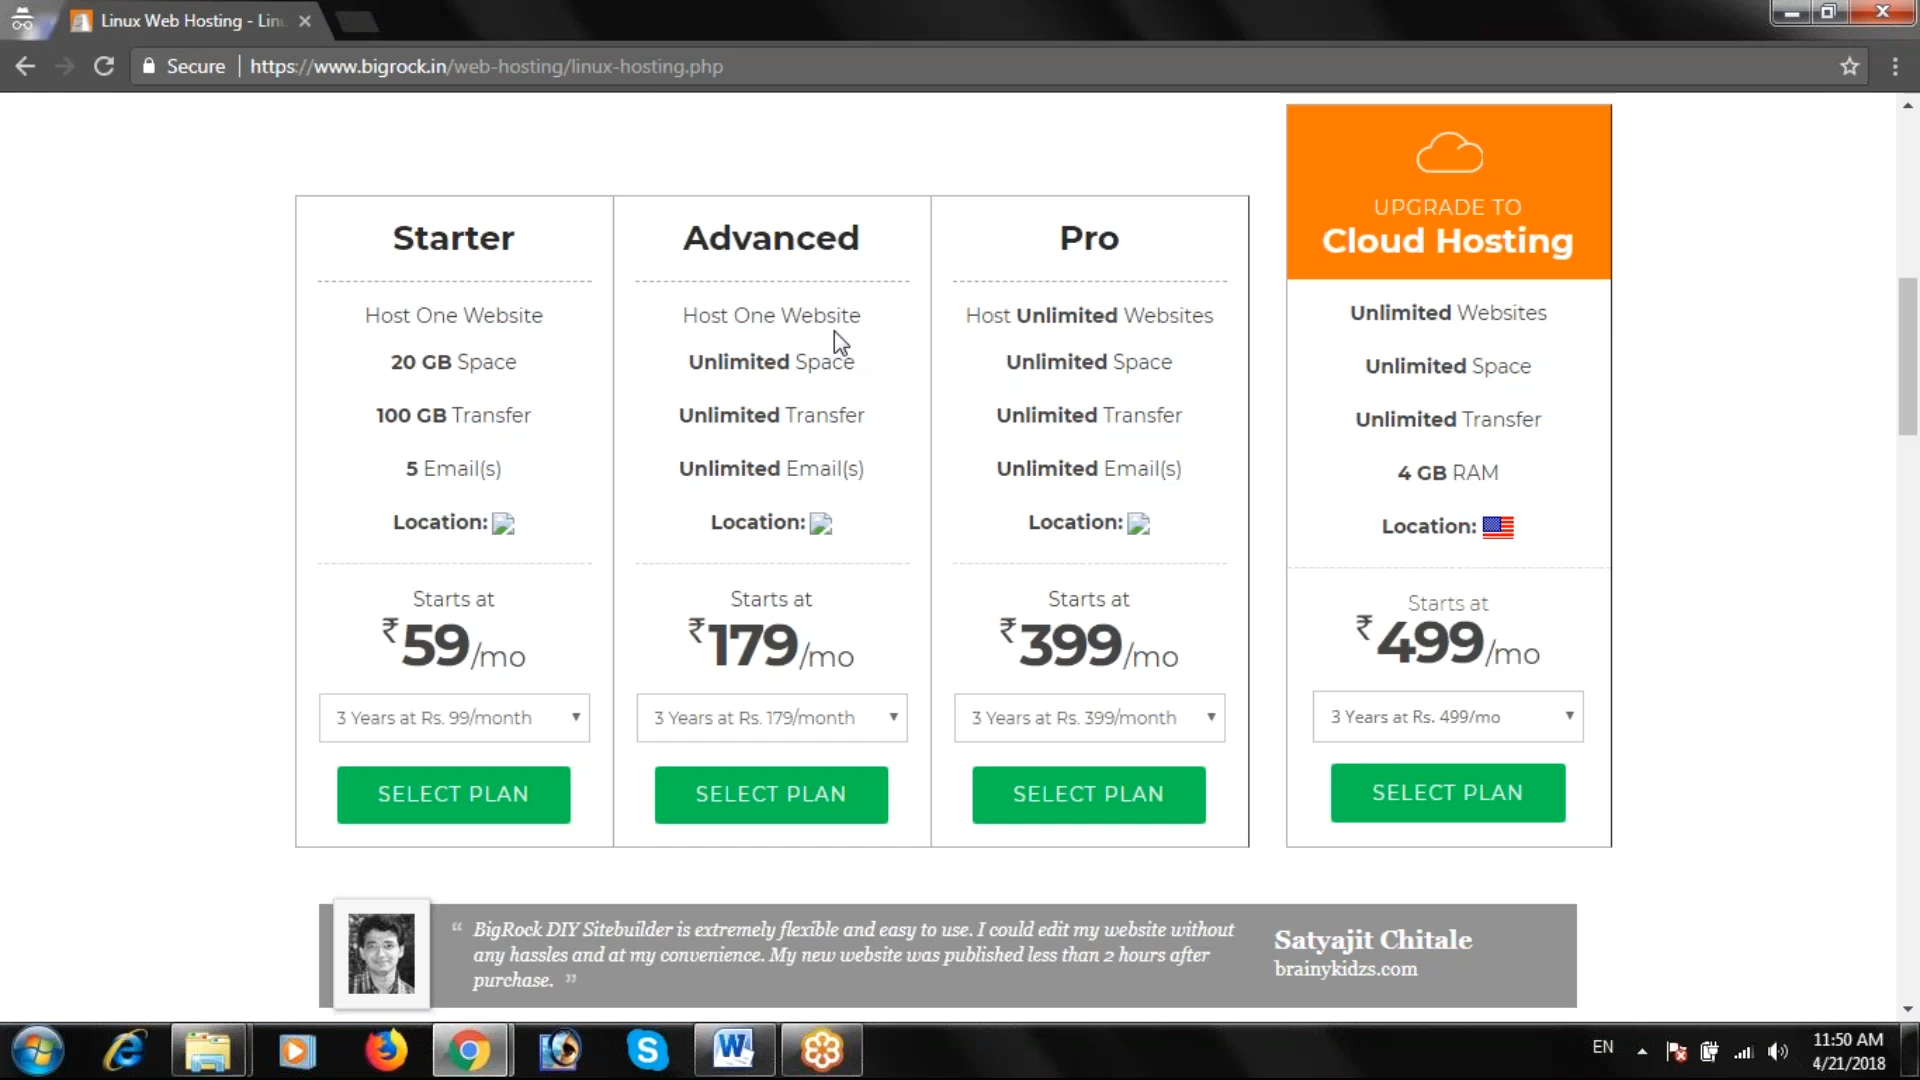 Linux Web Hosting - Lin
Secure
https://www.bigrock.in/web-hosting/linux-hosting.php
Starter
Host One Website
20 GB Space
100 GB Transfer
5 Email(s)
Location:
Starts at
₹59/mo
3 Years at Rs. 99/month
SELECT PLAN
Advanced
Host One Website
Unlimited Space
Unlimited Transfer
Unlimited Email(s)
Location:
Starts at
₹179/mo
3 Years at Rs. 179/month
SELECT PLAN
Pro
Host Unlimited Websites
Unlimited Space
Unlimited Transfer
Unlimited Email(s)
Location:
Starts at
₹399/mo
3 Years at Rs. 399/month
SELECT PLAN
UPGRADE TO
Cloud Hosting
Unlimited Websites
Unlimited Space
Unlimited Transfer
4 GB RAM
Location:
Starts at
₹499/mo
3 Years at Rs. 499/mo
SELECT PLAN
“ BigRock DIY Sitebuilder is extremely flexible and easy to use. I could edit my website without
any hassles and at my convenience. My new website was published less than 2 hours after
purchase. ”
Satyajit Chitale
brainykidzs.com
EN
11:50 AM
4/21/2018